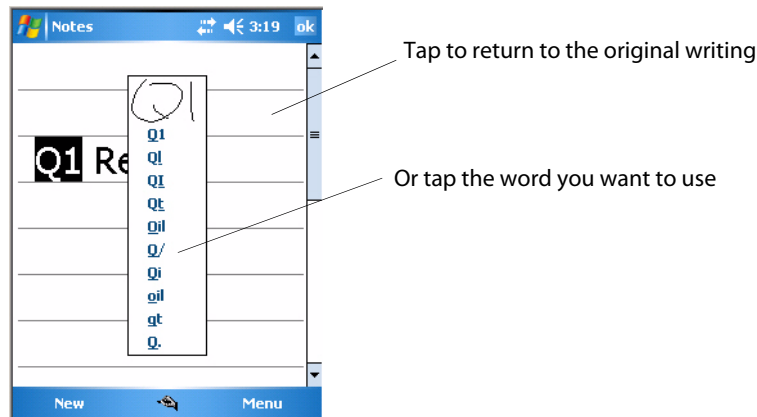 Notes 3:19 ok
Tap to return to the original writing
Q1
Q1 Re
Q1
Ql
QI
Qt
Oil
Q/
Qi
oil
qt
Q.
Or tap the word you want to use
New Menu